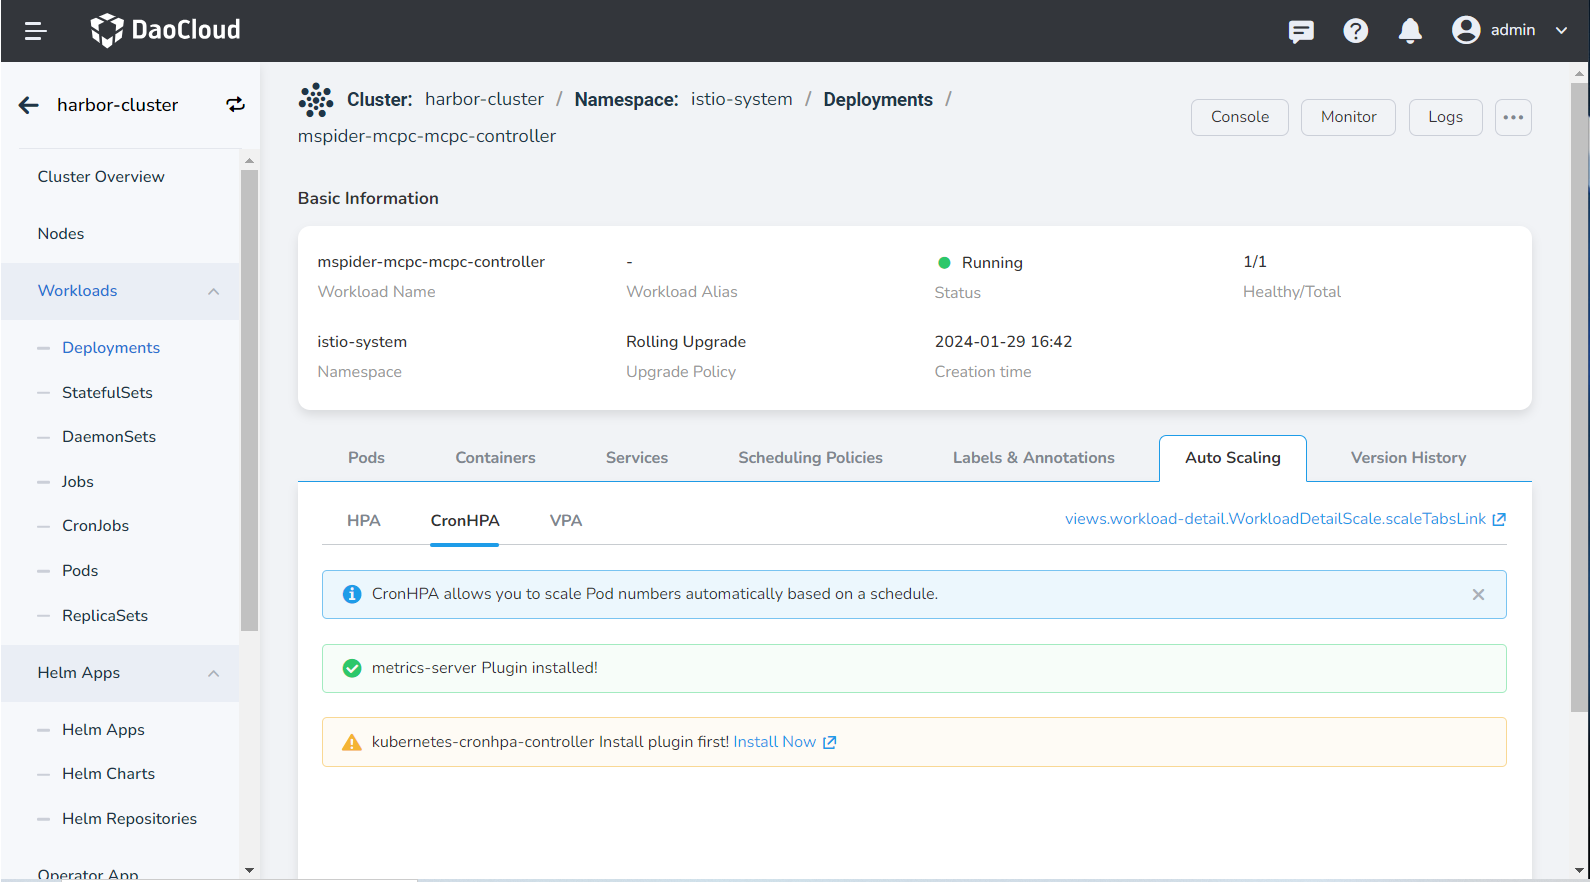 DaoCloud
admin
harbor-cluster
Cluster Overview
Nodes
Workloads
Deployments
StatefulSets
DaemonSets
Jobs
CronJobs
Pods
ReplicaSets
Helm Apps
Helm Apps
Helm Charts
Helm Repositories
Operator App
Cluster: harbor-cluster / Namespace: istio-system / Deployments /
mspider-mcpc-mcpc-controller
Console Monitor Logs
Basic Information
mspider-mcpc-mcpc-controller - Running 1/1
Workload Name Workload Alias Status Healthy/Total
istio-system Rolling Upgrade 2024-01-29 16:42
Namespace Upgrade Policy Creation time
Pods Containers Services Scheduling Policies Labels & Annotations Auto Scaling Version History
HPA CronHPA VPA views.workload-detail.WorkloadDetailScale.scaleTabsLink
CronHPA allows you to scale Pod numbers automatically based on a schedule.
metrics-server Plugin installed!
kubernetes-cronhpa-controller Install plugin first! Install Now